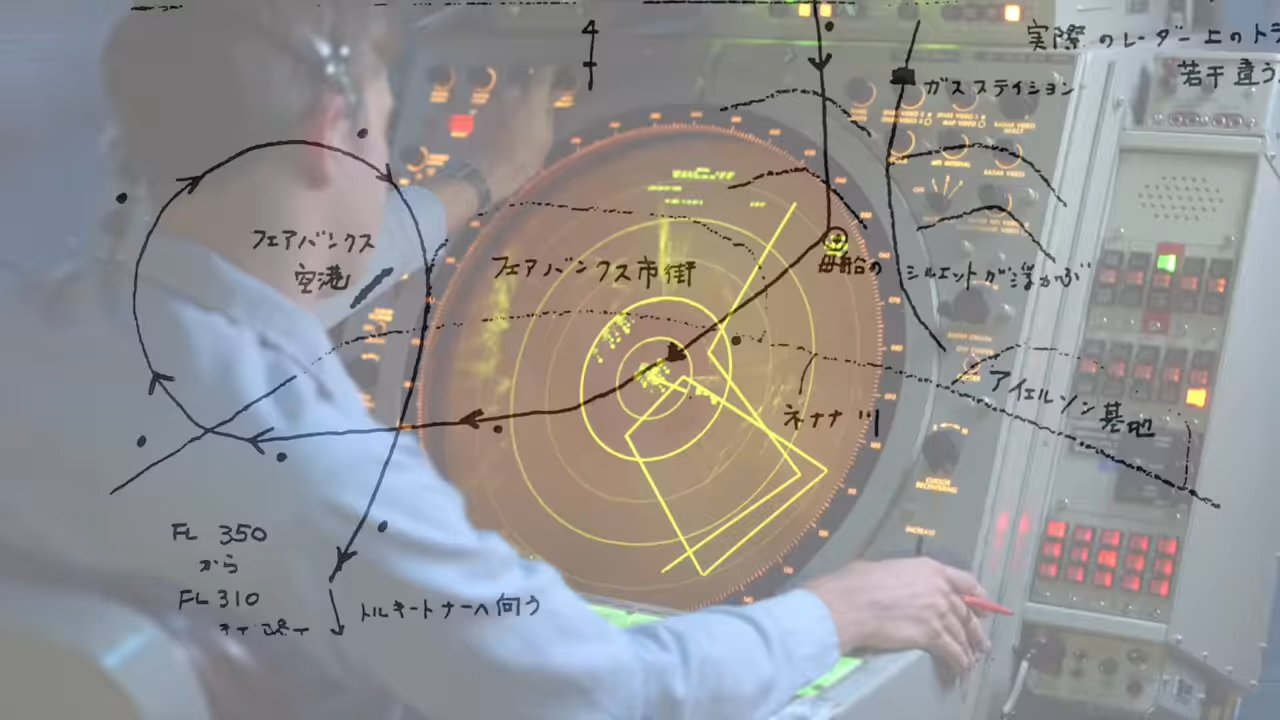 4
実際のレーダー上のトラ
若干違う
ガスステイション
フェアバンクス
空港
フェアバンクス市街
母船の
シルエットが浮かぶ
アイエルソン基地
ネナナ
FL 350
から
FL 310
トルキートナーへ向う